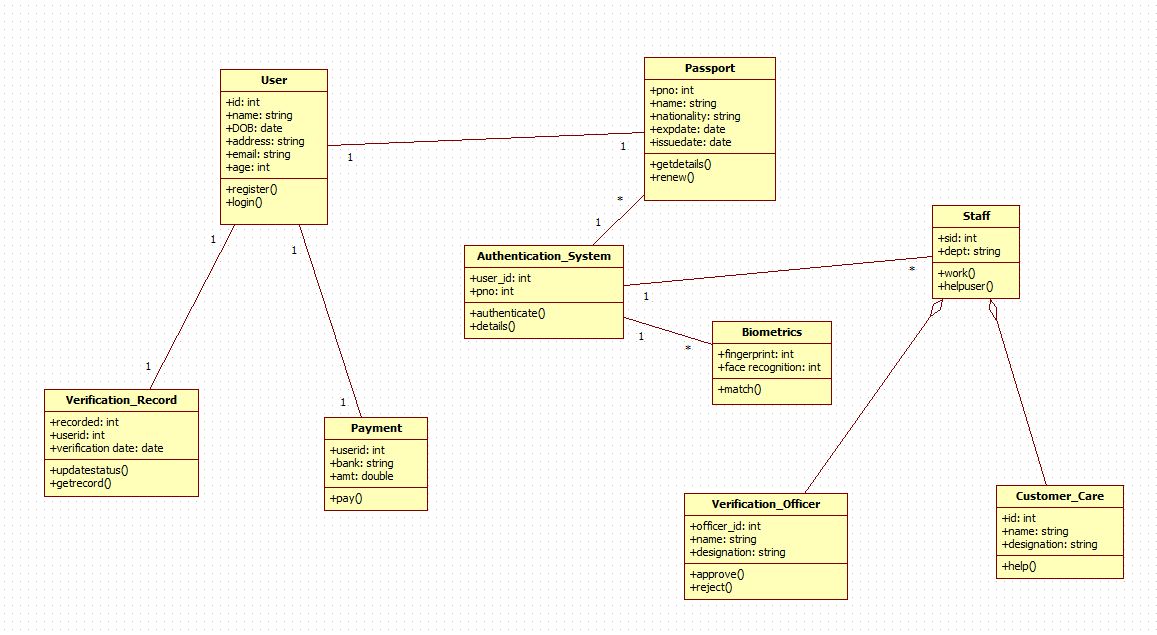 User
+id: int
+name: string
+DOB: date
+address: string
+email: string
+age: int
+register()
+login()
1
1
Passport
+pno: int
+name: string
+nationality: string
+expdate: date
+issuedate: date
+getdetails()
+renew()
*
1
Authentication_System
+user_id: int
+pno: int
+authenticate()
+details()
1
*
Staff
+sid: int
+dept: string
+work()
+helpuser()
1
*
Biometrics
+fingerprint: int
+face recognition: int
+match()
1
1
1
1
Verification_Record
+recorded: int
+userid: int
+verification date: date
+updatestatus()
+getrecord()
Payment
+userid: int
+bank: string
+amt: double
+pay()
Verification_Officer
+officer_id: int
+name: string
+designation: string
+approve()
+reject()
Customer_Care
+id: int
+name: string
+designation: string
+help()